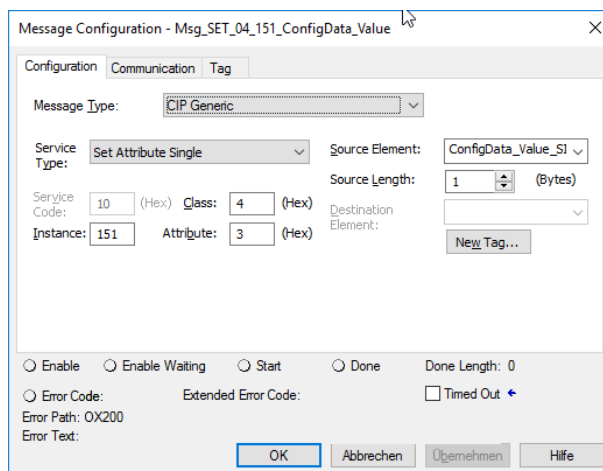 Message Configuration - Msg_SET_04_151_ConfigData_Value
Configuration Communication Tag
Message Type: CIP Generic
Service Type: Set Attribute Single
Source Element: ConfigData_Value_SI
Source Length: 1 (Bytes)
Service Code: 10 (Hex) Class: 4 (Hex)
Destination Element:
Instance: 151 Attribute: 3 (Hex)
New Tag...
Enable Enable Waiting Start Done Done Length: 0
Error Code: Extended Error Code: Timed Out
Error Path: OX200
Error Text:
OK Abbrechen Übernehmen Hilfe